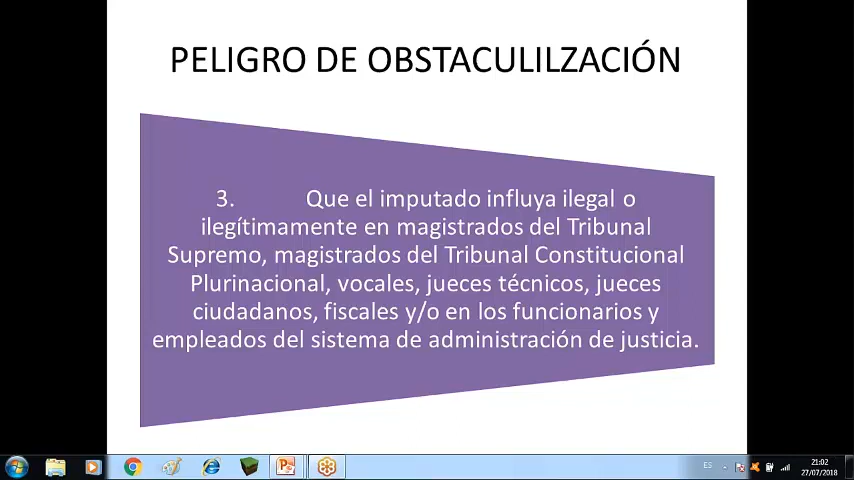 PELIGRO DE OBSTACULILZACIÓN
3. Que el imputado influya ilegal o
ilegítimamente en magistrados del Tribunal
Supremo, magistrados del Tribunal Constitucional
Plurinacional, vocales, jueces técnicos, jueces
ciudadanos, fiscales y/o en los funcionarios y
empleados del sistema de administración de justicia.
ES
21:02
27/07/2018